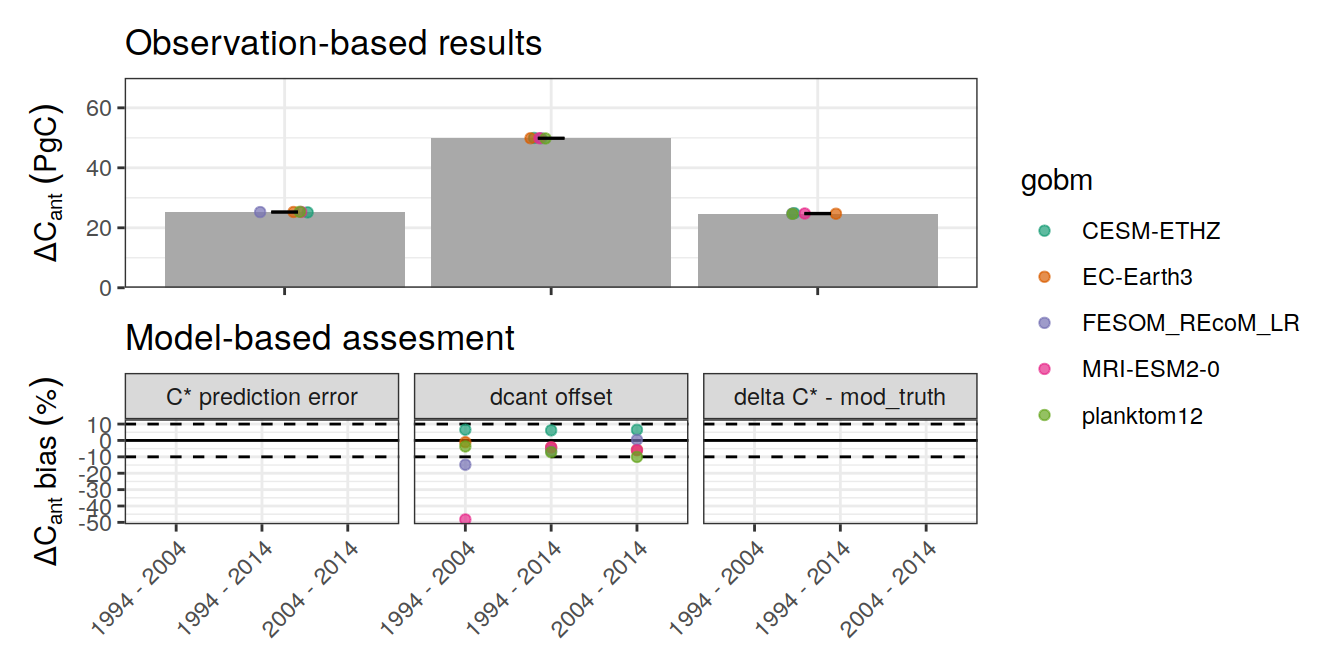 Observation-based results
ΔCant (PgC)
60
40
20
0
Model-based assesment
ΔCant bias (%)
C* prediction error
dcant offset
delta C* - mod_truth
10
0
-10
-20
-30
-40
-50
1994 - 2004
1994 - 2014
2004 - 2014
1994 - 2004
1994 - 2014
2004 - 2014
1994 - 2004
1994 - 2014
2004 - 2014
gobm
CESM-ETHZ
EC-Earth3
FESOM_REcoM_LR
MRI-ESM2-0
planktom12